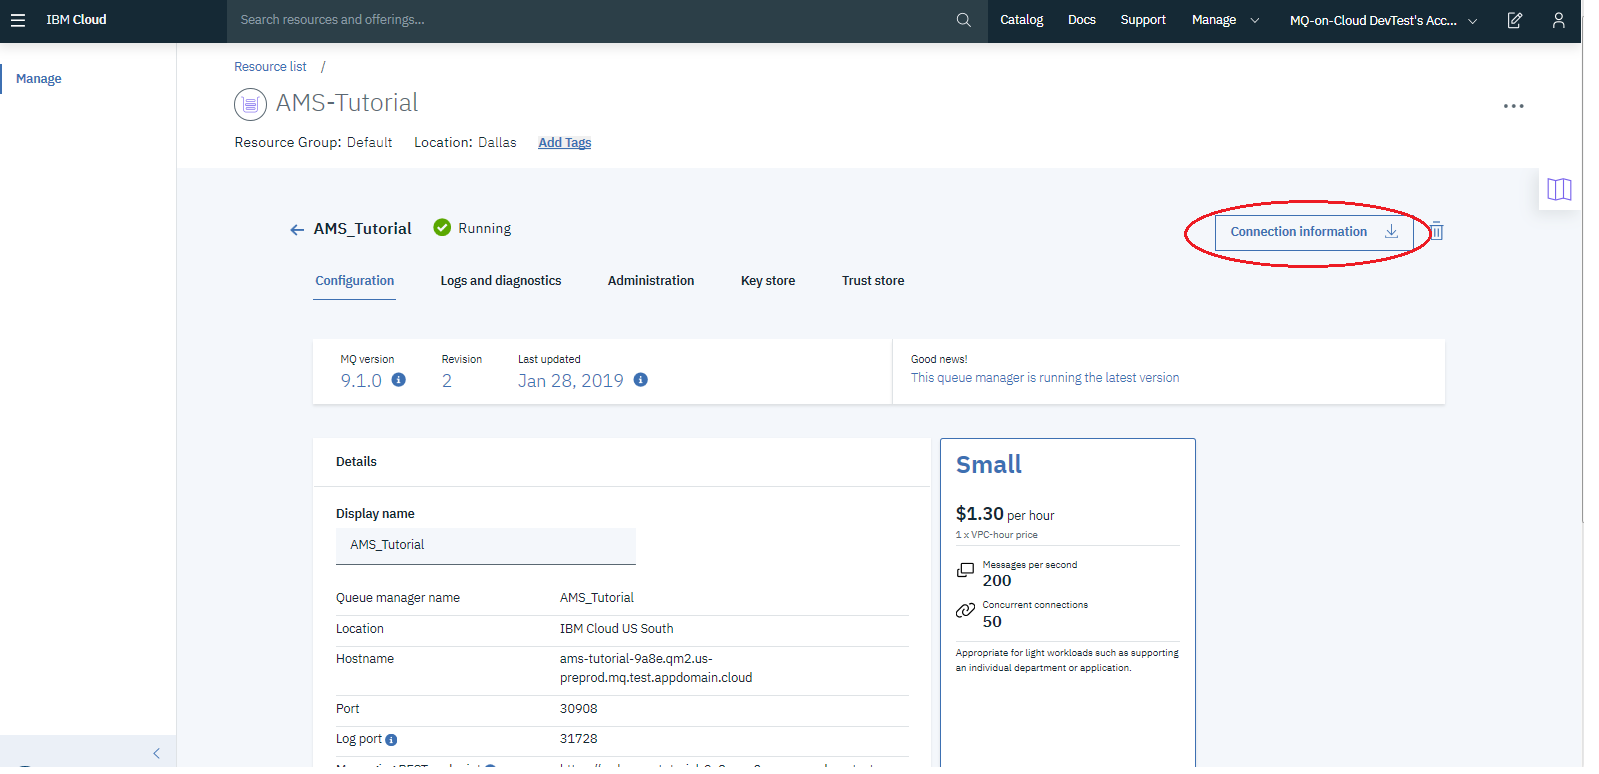 IBM Cloud
Search resources and offerings...
Catalog
Docs
Support
Manage
MQ-on-Cloud DevTest's Acc...
Manage
Resource list /
AMS-Tutorial
Resource Group: Default Location: Dallas Add Tags
AMS_Tutorial Running
Connection information
Configuration
Logs and diagnostics
Administration
Key store
Trust store
MQ version
9.1.0
Revision
2
Last updated
Jan 28, 2019
Good news!
This queue manager is running the latest version
Details
Display name
AMS_Tutorial
Queue manager name AMS_Tutorial
Location IBM Cloud US South
Hostname ams-tutorial-9a8e.qm2.us-
preprod.mq.test.appdomain.cloud
Port 30908
Log port 31728
Small
$1.30 per hour
1 x VPC-hour price
Messages per second
200
Concurrent connections
50
Appropriate for light workloads such as supporting
an individual department or application.